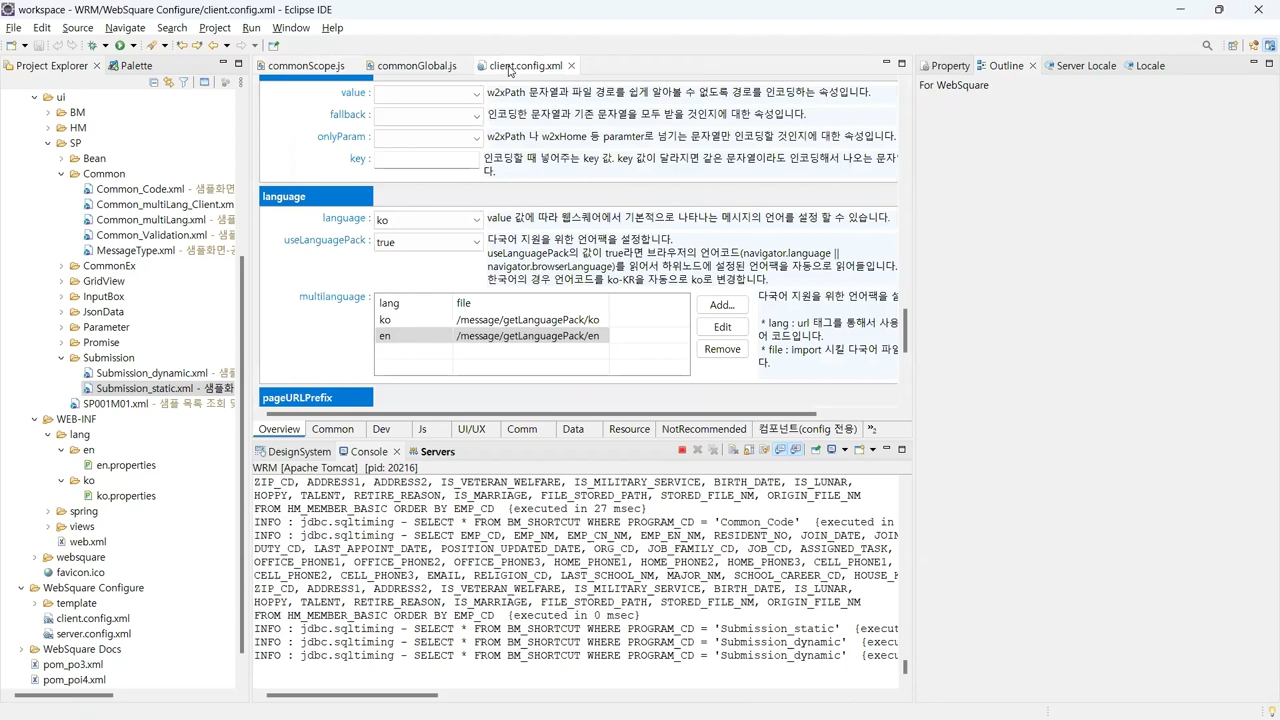 workspace - WRM/WebSquare Configure/client.config.xml - Eclipse IDE
File Edit Source Navigate Search Project Run Window Help
Project Explorer Palette
ui
BM
HM
SP
Bean
Common
Common_Code.xml - 샘플화면
Common_multiLang_Client.xm
Common_multiLang.xml - 샘
Common_Validation.xml - 샘플
MessageType.xml - 샘플화면-공
CommonEx
GridView
InputBox
JsonData
Parameter
Promise
Submission
Submission_dynamic.xml - 샘
Submission_static.xml - 샘플화
SP001M01.xml - 샘플 목록 조회 및
WEB-INF
lang
en
en.properties
ko
ko.properties
spring
views
web.xml
websquare
favicon.ico
WebSquare Configure
template
client.config.xml
server.config.xml
WebSquare Docs
pom_po3.xml
pom_poi4.xml
commonScope.js commonGlobal.js client.config.xml
value : w2xPath 문자열과 파일 경로를 쉽게 알아볼 수 없도록 경로를 인코딩하는 속성입니다.
fallback : 인코딩한 문자열과 기존 문자열을 모두 받을 것인지에 대한 속성입니다.
onlyParam : w2xPath 나 w2xHome 등 paramter로 넘기는 문자열만 인코딩할 것인지에 대한 속성입니다.
key : 인코딩할 때 넣어주는 key 값. key 값이 달라지면 같은 문자열이라도 인코딩해서 나오는 문자
다.
language
language : ko value 값에 따라 웹스퀘어에서 기본적으로 나타나는 메시지의 언어를 설정 할 수 있습니다.
useLanguagePack : true 다국어 지원을 위한 언어팩을 설정합니다.
useLanguagePack의 값이 true라면 브라우저의 언어코드(navigator.language ||
navigator.browserLanguage)를 읽어서 하위노드에 설정된 언어팩을 자동으로 읽어들입니다.
한국어의 경우 언어코드를 ko-KR을 자동으로 ko로 변경합니다.
multilanguage :
lang file
ko /message/getLanguagePack/ko
en /message/getLanguagePack/en
Add...
Edit
Remove
다국어 지원을 위한 언어팩을 설
* lang : url 태그를 통해서 사용
어 코드입니다.
* file : import 시킬 다국어 파일
다.
pageURLPrefix
Overview Common Dev Js UI/UX Comm Data Resource NotRecommended 컴포넌트(config 전용) »2
DesignSystem Console Servers
WRM [Apache Tomcat] [pid: 20216]
ZIP_CD, ADDRESS1, ADDRESS2, IS_VETERAN_WELFARE, IS_MILITARY_SERVICE, BIRTH_DATE, IS_LUNAR,
HOPPY, TALENT, RETIRE_REASON, IS_MARRIAGE, FILE_STORED_PATH, STORED_FILE_NM, ORIGIN_FILE_NM
FROM HM_MEMBER_BASIC ORDER BY EMP_CD {executed in 27 msec}
INFO : jdbc.sqltiming - SELECT * FROM BM_SHORTCUT WHERE PROGRAM_CD = 'Common_Code' {executed in
INFO : jdbc.sqltiming - SELECT EMP_CD, EMP_NM, EMP_CN_NM, EMP_EN_NM, RESIDENT_NO, JOIN_DATE, JOIN
DUTY_CD, LAST_APPOINT_DATE, POSITION_UPDATED_DATE, ORG_CD, JOB_FAMILY_CD, JOB_CD, ASSIGNED_TASK,
OFFICE_PHONE1, OFFICE_PHONE2, OFFICE_PHONE3, HOME_PHONE1, HOME_PHONE2, HOME_PHONE3, CELL_PHONE1,
CELL_PHONE2, CELL_PHONE3, EMAIL, RELIGION_CD, LAST_SCHOOL_NM, MAJOR_NM, SCHOOL_CAREER_CD, HOUSE_K
ZIP_CD, ADDRESS1, ADDRESS2, IS_VETERAN_WELFARE, IS_MILITARY_SERVICE, BIRTH_DATE, IS_LUNAR,
HOPPY, TALENT, RETIRE_REASON, IS_MARRIAGE, FILE_STORED_PATH, STORED_FILE_NM, ORIGIN_FILE_NM
FROM HM_MEMBER_BASIC ORDER BY EMP_CD {executed in 0 msec}
INFO : jdbc.sqltiming - SELECT * FROM BM_SHORTCUT WHERE PROGRAM_CD = 'Submission_static' {execut
INFO : jdbc.sqltiming - SELECT * FROM BM_SHORTCUT WHERE PROGRAM_CD = 'Submission_dynamic' {execu
INFO : jdbc.sqltiming - SELECT * FROM BM_SHORTCUT WHERE PROGRAM_CD = 'Submission_dynamic' {execu
Property Outline Server Locale Locale
For WebSquare